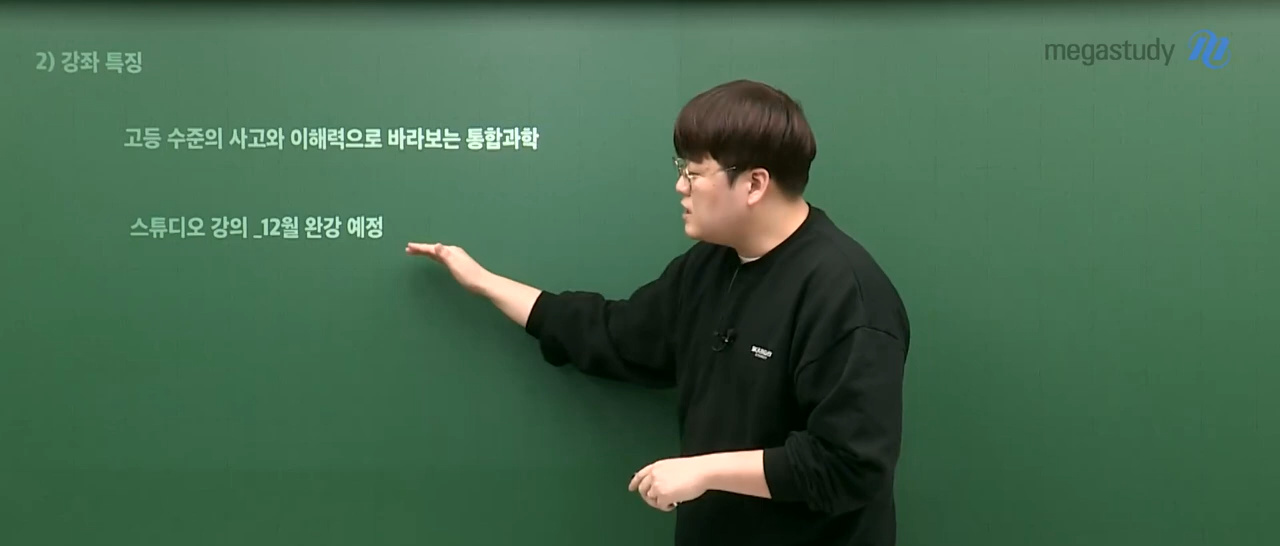 2) 강좌 특징
megastudy
고등 수준의 사고와 이해력으로 바라보는 통합과학
스튜디오 강의 _12월 완강 예정